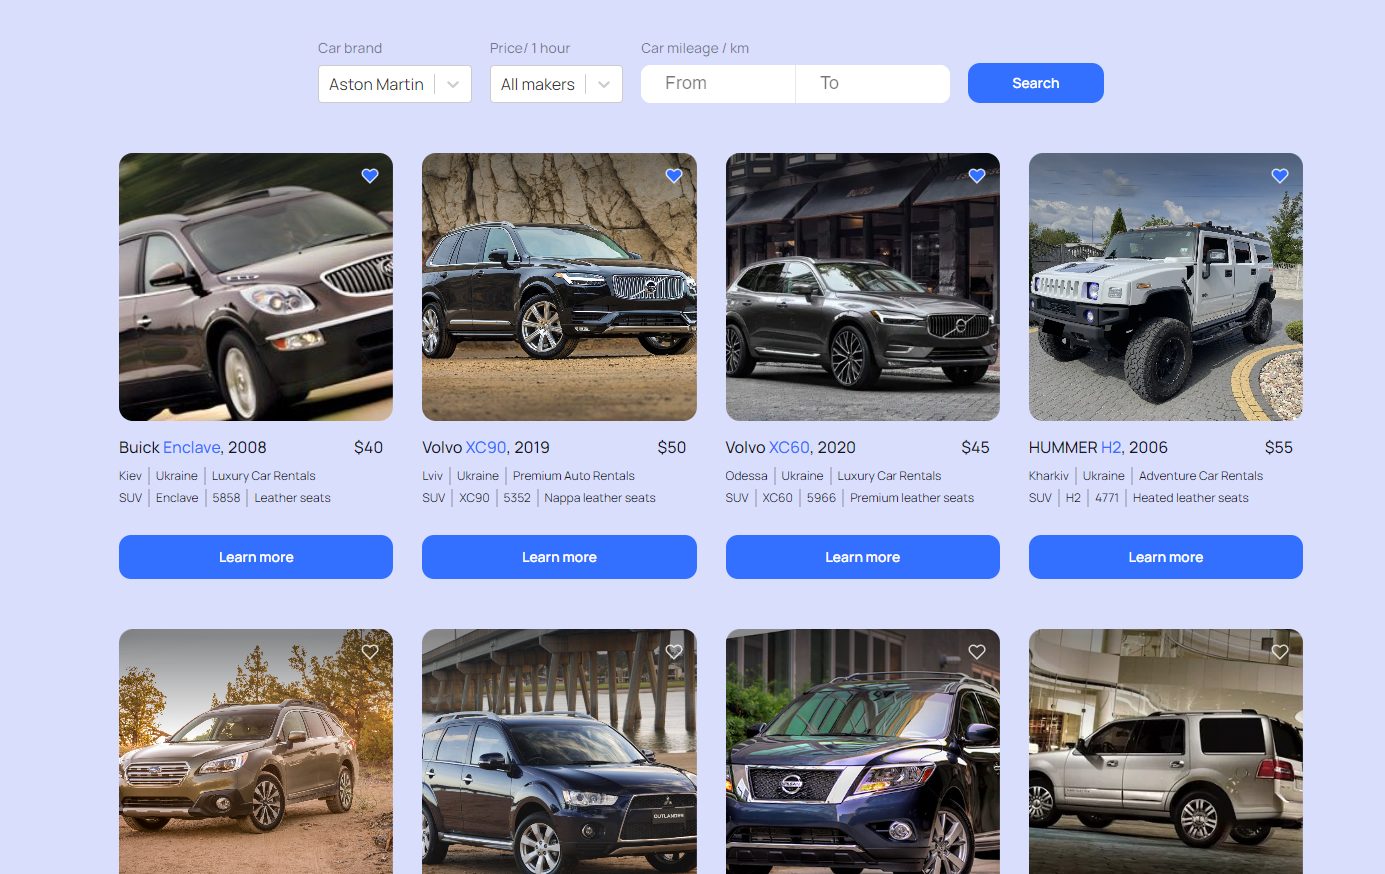 Car brand
Price/ 1 hour
Car mileage / km
Aston Martin
All makers
From
To
Search
Buick Enclave, 2008
$40
Kiev | Ukraine | Luxury Car Rentals
SUV | Enclave | 5858 | Leather seats
Learn more
Volvo XC90, 2019
$50
Lviv | Ukraine | Premium Auto Rentals
SUV | XC90 | 5352 | Nappa leather seats
Learn more
Volvo XC60, 2020
$45
Odessa | Ukraine | Luxury Car Rentals
SUV | XC60 | 5966 | Premium leather seats
Learn more
HUMMER H2, 2006
$55
Kharkiv | Ukraine | Adventure Car Rentals
SUV | H2 | 4771 | Heated leather seats
Learn more
OUTLANDER
NISSAN